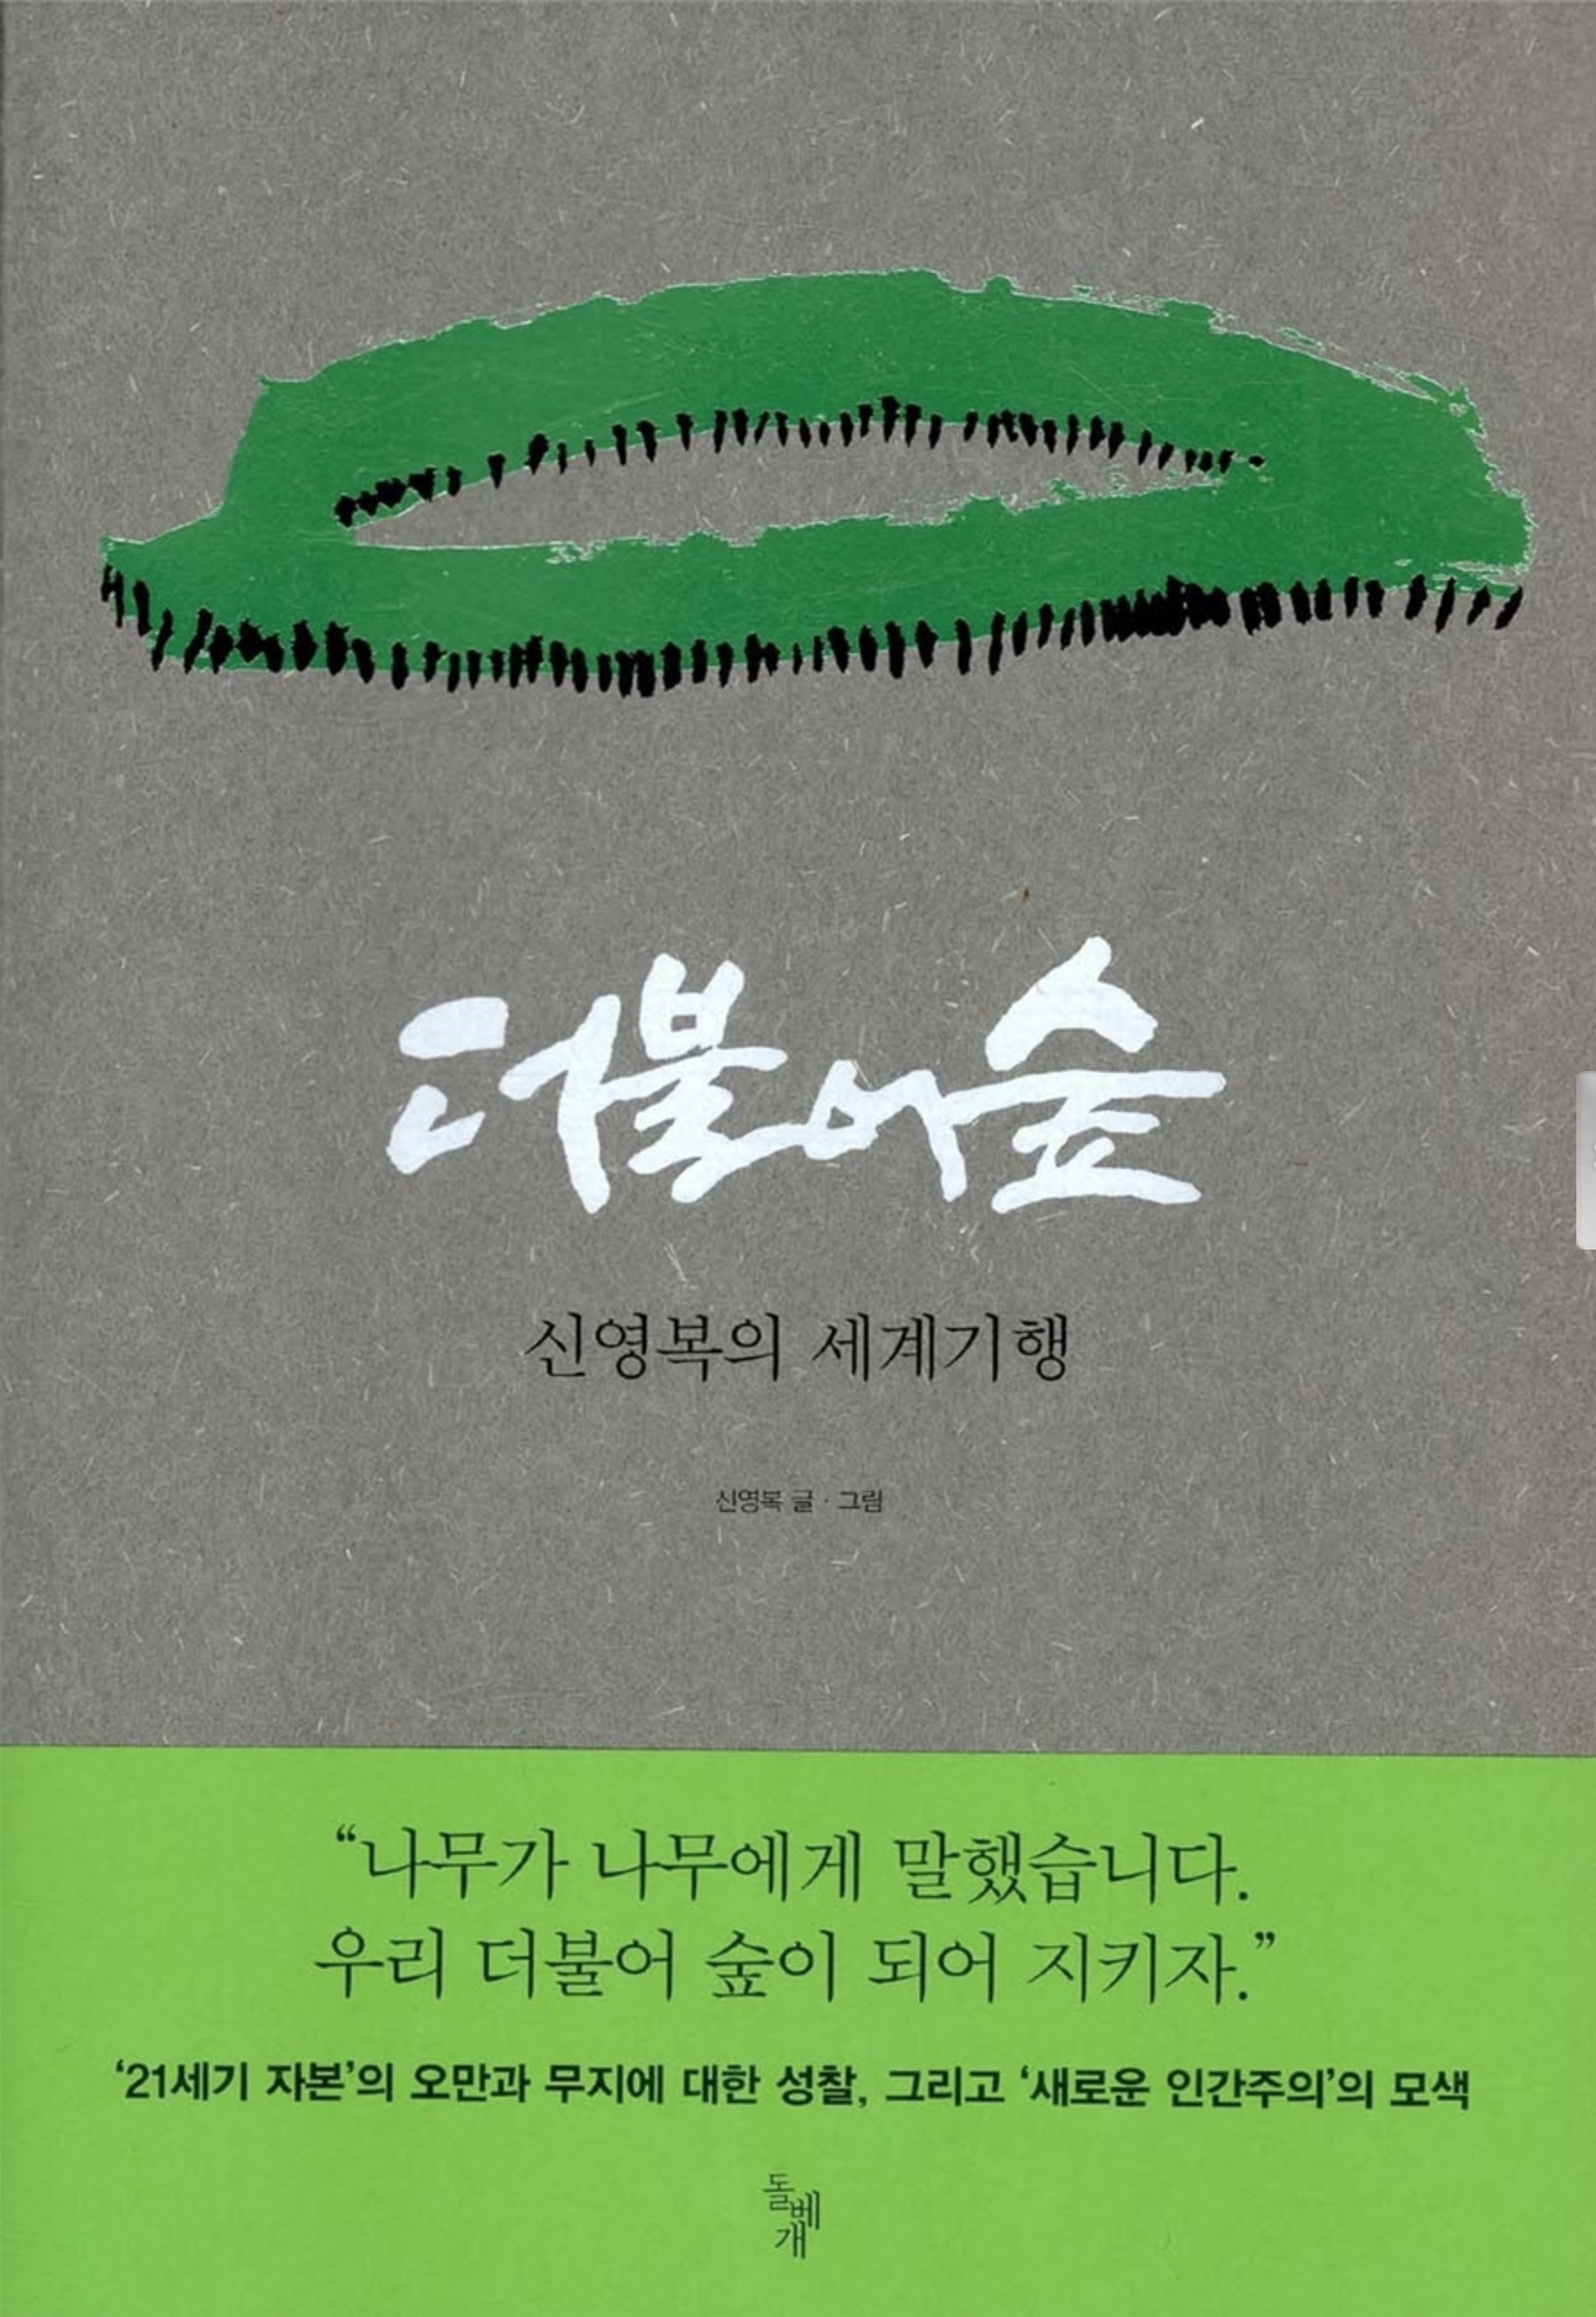 더불어숲
신영복의 세계기행
신영복 글 · 그림
“나무가 나무에게 말했습니다.
우리 더불어 숲이 되어 지키자.”
‘21세기 자본’의 오만과 무지에 대한 성찰, 그리고 ‘새로운 인간주의’의 모색
돌베개